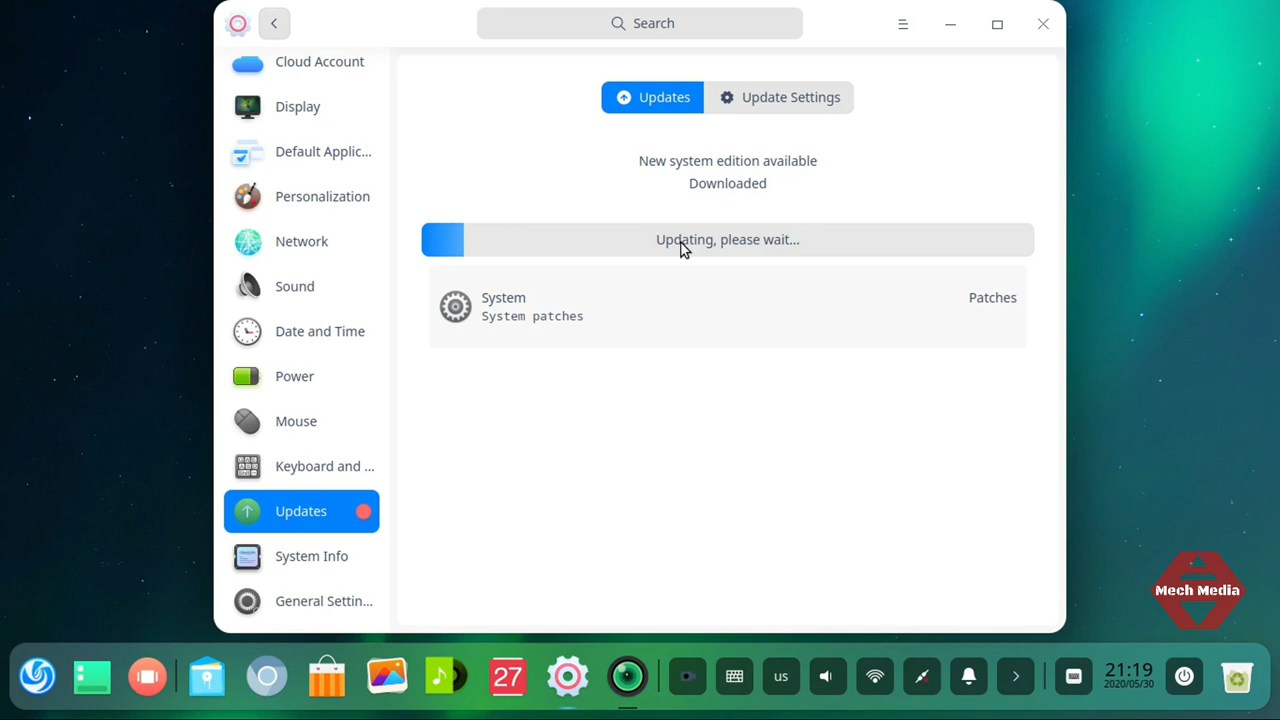 Search
Cloud Account
Display
Default Applic...
Personalization
Network
Sound
Date and Time
Power
Mouse
Keyboard and ...
Updates
System Info
General Settin...
Updates
Update Settings
New system edition available
Downloaded
Updating, please wait...
System
Patches
System patches
Mech Media
27
us
21:19
2020/05/30